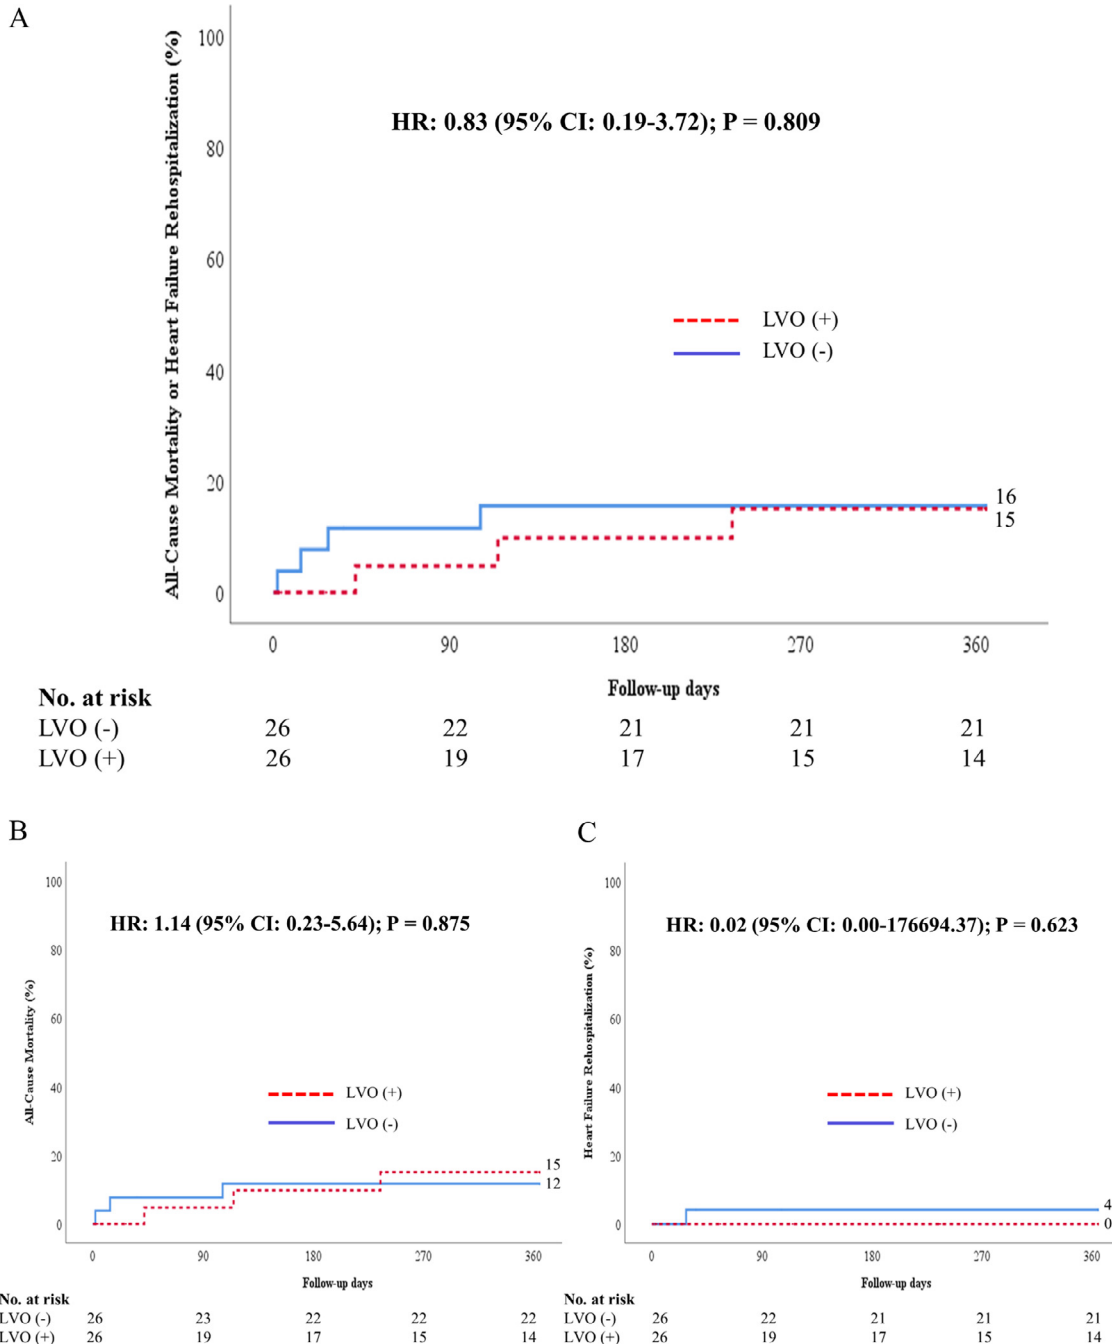 A
All-Cause Mortality or Heart Failure Rehospitalization (%)
100
80
60
40
20
0
HR: 0.83 (95% CI: 0.19-3.72); P = 0.809
LVO (+)
LVO (-)
16
15
0 90 180 270 360
Follow-up days
No. at risk
LVO (-) 26 22 21 21 21
LVO (+) 26 19 17 15 14
B
All-Cause Mortality (%)
100
80
60
40
20
0
HR: 1.14 (95% CI: 0.23-5.64); P = 0.875
LVO (+)
LVO (-)
15
12
0 90 180 270 360
Follow-up days
No. at risk
LVO (-) 26 23 22 22 22
LVO (+) 26 19 17 15 14
C
Heart Failure Rehospitalization (%)
100
80
60
40
20
0
HR: 0.02 (95% CI: 0.00-176694.37); P = 0.623
LVO (+)
LVO (-)
4
0
0 90 180 270 360
Follow-up days
No. at risk
LVO (-) 26 22 21 21 21
LVO (+) 26 19 17 15 14